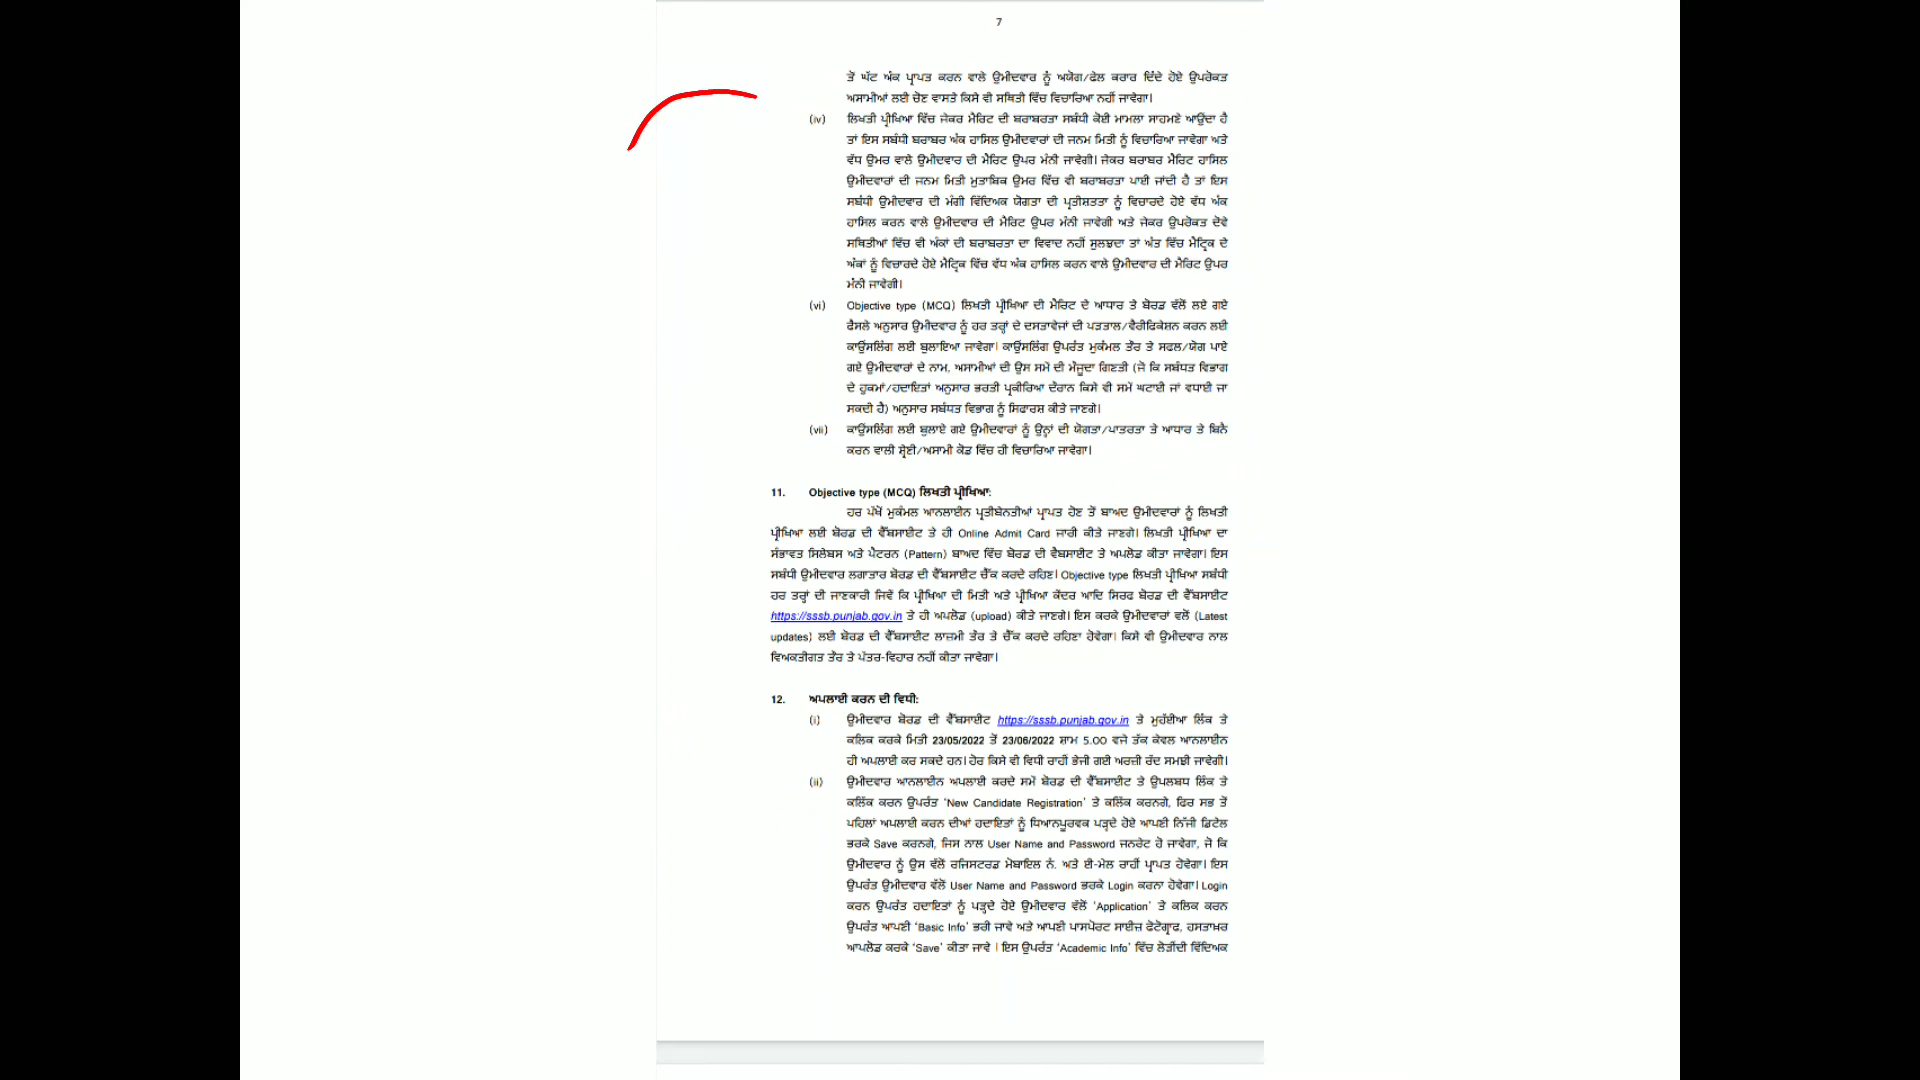 7
ਤੋਂ ਘੱਟ ਅੰਕ ਪ੍ਰਾਪਤ ਕਰਨ ਵਾਲੇ ਉਮੀਦਵਾਰ ਨੂੰ ਅਯੋਗ/ਫੇਲ ਕਰਾਰ ਦਿੰਦੇ ਹੋਏ ਉਪਰੋਕਤ
ਅਸਾਮੀਆਂ ਲਈ ਚੋਣ ਵਾਸਤੇ ਕਿਸੇ ਵੀ ਸਥਿਤੀ ਵਿੱਚ ਵਿਚਾਰਿਆ ਨਹੀਂ ਜਾਵੇਗਾ।
(iv) ਲਿਖਤੀ ਪ੍ਰੀਖਿਆ ਵਿੱਚ ਜੇਕਰ ਮੈਰਿਟ ਦੀ ਬਰਾਬਰਤਾ ਸਬੰਧੀ ਕੋਈ ਮਾਮਲਾ ਸਾਹਮਣੇ ਆਉਂਦਾ ਹੈ
ਤਾਂ ਇਸ ਸਬੰਧੀ ਬਰਾਬਰ ਅੰਕ ਹਾਸਿਲ ਉਮੀਦਵਾਰਾਂ ਦੀ ਜਨਮ ਮਿਤੀ ਨੂੰ ਵਿਚਾਰਿਆ ਜਾਵੇਗਾ ਅਤੇ
ਵੱਧ ਉਮਰ ਵਾਲੇ ਉਮੀਦਵਾਰ ਦੀ ਮੈਰਿਟ ਉਪਰ ਮੰਨੀ ਜਾਵੇਗੀ। ਜੇਕਰ ਬਰਾਬਰ ਮੈਰਿਟ ਹਾਸਿਲ
ਉਮੀਦਵਾਰਾਂ ਦੀ ਜਨਮ ਮਿਤੀ ਮੁਤਾਬਿਕ ਉਮਰ ਵਿੱਚ ਵੀ ਬਰਾਬਰਤਾ ਪਾਈ ਜਾਂਦੀ ਹੈ ਤਾਂ ਇਸ
ਸਬੰਧੀ ਉਮੀਦਵਾਰ ਦੀ ਮੰਗੀ ਵਿੱਦਿਅਕ ਯੋਗਤਾ ਦੀ ਪ੍ਰਤੀਸ਼ਤਤਾ ਨੂੰ ਵਿਚਾਰਦੇ ਹੋਏ ਵੱਧ ਅੰਕ
ਹਾਸਿਲ ਕਰਨ ਵਾਲੇ ਉਮੀਦਵਾਰ ਦੀ ਮੈਰਿਟ ਉਪਰ ਮੰਨੀ ਜਾਵੇਗੀ ਅਤੇ ਜੇਕਰ ਉਪਰੋਕਤ ਦੋਵੇਂ
ਸਥਿਤੀਆਂ ਵਿੱਚ ਵੀ ਅੰਕਾਂ ਦੀ ਬਰਾਬਰਤਾ ਦਾ ਵਿਵਾਦ ਨਹੀਂ ਸੁਲਝਦਾ ਤਾਂ ਅੰਤ ਵਿੱਚ ਮੈਟ੍ਰਿਕ ਦੇ
ਅੰਕਾਂ ਨੂੰ ਵਿਚਾਰਦੇ ਹੋਏ ਮੈਟ੍ਰਿਕ ਵਿੱਚ ਵੱਧ ਅੰਕ ਹਾਸਿਲ ਕਰਨ ਵਾਲੇ ਉਮੀਦਵਾਰ ਦੀ ਮੈਰਿਟ ਉਪਰ
ਮੰਨੀ ਜਾਵੇਗੀ।
(vi) Objective type (MCQ) ਲਿਖਤੀ ਪ੍ਰੀਖਿਆ ਦੀ ਮੈਰਿਟ ਦੇ ਆਧਾਰ ਤੇ ਬੋਰਡ ਵੱਲੋਂ ਲਏ ਗਏ
ਫੈਸਲੇ ਅਨੁਸਾਰ ਉਮੀਦਵਾਰ ਨੂੰ ਹਰ ਤਰ੍ਹਾਂ ਦੇ ਦਸਤਾਵੇਜਾਂ ਦੀ ਪੜਤਾਲ/ਵੈਰੀਫਿਕੇਸ਼ਨ ਕਰਨ ਲਈ
ਕਾਉਂਸਲਿੰਗ ਲਈ ਬੁਲਾਇਆ ਜਾਵੇਗਾ। ਕਾਉਂਸਲਿੰਗ ਉਪਰੰਤ ਮੁਕੰਮਲ ਤੌਰ ਤੇ ਸਫਲ/ਯੋਗ ਪਾਏ
ਗਏ ਉਮੀਦਵਾਰਾਂ ਦੇ ਨਾਮ, ਅਸਾਮੀਆਂ ਦੀ ਉਸ ਸਮੇਂ ਦੀ ਮੌਜੂਦਾ ਗਿਣਤੀ (ਜੋ ਕਿ ਸਬੰਧਤ ਵਿਭਾਗ
ਦੇ ਹੁਕਮਾਂ/ਹਦਾਇਤਾਂ ਅਨੁਸਾਰ ਭਰਤੀ ਪ੍ਰਕੀਰਿਆ ਦੌਰਾਨ ਕਿਸੇ ਵੀ ਸਮੇਂ ਘਟਾਈ ਜਾਂ ਵਧਾਈ ਜਾ
ਸਕਦੀ ਹੈ) ਅਨੁਸਾਰ ਸਬੰਧਤ ਵਿਭਾਗ ਨੂੰ ਸਿਫਾਰਸ਼ ਕੀਤੇ ਜਾਣਗੇ।
(vii) ਕਾਉਂਸਲਿੰਗ ਲਈ ਬੁਲਾਏ ਗਏ ਉਮੀਦਵਾਰਾਂ ਨੂੰ ਉਨ੍ਹਾਂ ਦੀ ਯੋਗਤਾ/ਪਾਤਰਤਾ ਤੇ ਆਧਾਰ ਤੇ ਬਿਨੈ
ਕਰਨ ਵਾਲੀ ਸ਼੍ਰੇਣੀ/ਅਸਾਮੀ ਕੋਡ ਵਿੱਚ ਹੀ ਵਿਚਾਰਿਆ ਜਾਵੇਗਾ।
11. Objective type (MCQ) ਲਿਖਤੀ ਪ੍ਰੀਖਿਆ:
ਹਰ ਪੱਖੋਂ ਮੁਕੰਮਲ ਆਨਲਾਈਨ ਪ੍ਰਤੀਬੇਨਤੀਆਂ ਪ੍ਰਾਪਤ ਹੋਣ ਤੋਂ ਬਾਅਦ ਉਮੀਦਵਾਰਾਂ ਨੂੰ ਲਿਖਤੀ
ਪ੍ਰੀਖਿਆ ਲਈ ਬੋਰਡ ਦੀ ਵੈੱਬਸਾਈਟ ਤੇ ਹੀ Online Admit Card ਜਾਰੀ ਕੀਤੇ ਜਾਣਗੇ। ਲਿਖਤੀ ਪ੍ਰੀਖਿਆ ਦਾ
ਸੰਭਾਵਤ ਸਿਲੇਬਸ ਅਤੇ ਪੈਟਰਨ (Pattern) ਬਾਅਦ ਵਿੱਚ ਬੋਰਡ ਦੀ ਵੈਬਸਾਈਟ ਤੇ ਅਪਲੋਡ ਕੀਤਾ ਜਾਵੇਗਾ। ਇਸ
ਸਬੰਧੀ ਉਮੀਦਵਾਰ ਲਗਾਤਾਰ ਬੋਰਡ ਦੀ ਵੈੱਬਸਾਈਟ ਚੈੱਕ ਕਰਦੇ ਰਹਿਣ। Objective type ਲਿਖਤੀ ਪ੍ਰੀਖਿਆ ਸਬੰਧੀ
ਹਰ ਤਰ੍ਹਾਂ ਦੀ ਜਾਣਕਾਰੀ ਜਿਵੇਂ ਕਿ ਪ੍ਰੀਖਿਆ ਦੀ ਮਿਤੀ ਅਤੇ ਪ੍ਰੀਖਿਆ ਕੇਂਦਰ ਆਦਿ ਸਿਰਫ ਬੋਰਡ ਦੀ ਵੈੱਬਸਾਈਟ
https://sssb.punjab.gov.in ਤੇ ਹੀ ਅਪਲੋਡ (upload) ਕੀਤੇ ਜਾਣਗੇ। ਇਸ ਕਰਕੇ ਉਮੀਦਵਾਰਾਂ ਵਲੋਂ (Latest
updates) ਲਈ ਬੋਰਡ ਦੀ ਵੈੱਬਸਾਈਟ ਲਾਜ਼ਮੀ ਤੌਰ ਤੇ ਚੈੱਕ ਕਰਦੇ ਰਹਿਣਾ ਹੋਵੇਗਾ। ਕਿਸੇ ਵੀ ਉਮੀਦਵਾਰ ਨਾਲ
ਵਿਅਕਤੀਗਤ ਤੌਰ ਤੇ ਪੱਤਰ-ਵਿਹਾਰ ਨਹੀਂ ਕੀਤਾ ਜਾਵੇਗਾ।
12. ਅਪਲਾਈ ਕਰਨ ਦੀ ਵਿਧੀ:
(i) ਉਮੀਦਵਾਰ ਬੋਰਡ ਦੀ ਵੈੱਬਸਾਈਟ https://sssb.punjab.gov.in ਤੇ ਮੁਹੱਈਆ ਲਿੰਕ ਤੇ
ਕਲਿਕ ਕਰਕੇ ਮਿਤੀ 23/05/2022 ਤੋਂ 23/06/2022 ਸ਼ਾਮ 5.00 ਵਜੇ ਤੱਕ ਕੇਵਲ ਆਨਲਾਈਨ
ਹੀ ਅਪਲਾਈ ਕਰ ਸਕਦੇ ਹਨ। ਹੋਰ ਕਿਸੇ ਵੀ ਵਿਧੀ ਰਾਹੀਂ ਭੇਜੀ ਗਈ ਅਰਜ਼ੀ ਰੱਦ ਸਮਝੀ ਜਾਵੇਗੀ।
(ii) ਉਮੀਦਵਾਰ ਆਨਲਾਈਨ ਅਪਲਾਈ ਕਰਦੇ ਸਮੇਂ ਬੋਰਡ ਦੀ ਵੈੱਬਸਾਈਟ ਤੇ ਉਪਲਬਧ ਲਿੰਕ ਤੇ
ਕਲਿੱਕ ਕਰਨ ਉਪਰੰਤ ‘New Candidate Registration’ ਤੇ ਕਲਿੱਕ ਕਰਨਗੇ, ਫਿਰ ਸਭ ਤੋਂ
ਪਹਿਲਾਂ ਅਪਲਾਈ ਕਰਨ ਦੀਆਂ ਹਦਾਇਤਾਂ ਨੂੰ ਧਿਆਨਪੂਰਵਕ ਪੜ੍ਹਦੇ ਹੋਏ ਆਪਣੀ ਨਿੱਜੀ ਡਿਟੇਲ
ਭਰਕੇ Save ਕਰਨਗੇ, ਜਿਸ ਨਾਲ User Name and Password ਜਨਰੇਟ ਹੋ ਜਾਵੇਗਾ, ਜੋ ਕਿ
ਉਮੀਦਵਾਰ ਨੂੰ ਉਸ ਵੱਲੋਂ ਰਜਿਸਟਰਡ ਮੋਬਾਇਲ ਨੰ. ਅਤੇ ਈ-ਮੇਲ ਰਾਹੀਂ ਪ੍ਰਾਪਤ ਹੋਵੇਗਾ। ਇਸ
ਉਪਰੰਤ ਉਮੀਦਵਾਰ ਵੱਲੋਂ User Name and Password ਭਰਕੇ Login ਕਰਨਾ ਹੋਵੇਗਾ। Login
ਕਰਨ ਉਪਰੰਤ ਹਦਾਇਤਾਂ ਨੂੰ ਪੜ੍ਹਦੇ ਹੋਏ ਉਮੀਦਵਾਰ ਵੱਲੋਂ ‘Application’ ਤੇ ਕਲਿਕ ਕਰਨ
ਉਪਰੰਤ ਆਪਣੀ ‘Basic Info’ ਭਰੀ ਜਾਵੇ ਅਤੇ ਆਪਣੀ ਪਾਸਪੋਰਟ ਸਾਈਜ਼ ਫੋਟੋਗ੍ਰਾਫ, ਹਸਤਾਖ਼ਰ
ਆਪਲੋਡ ਕਰਕੇ ‘Save’ ਕੀਤਾ ਜਾਵੇ । ਇਸ ਉਪਰੰਤ ‘Academic Info’ ਵਿੱਚ ਲੋੜੀਂਦੀ ਵਿੱਦਿਅਕ